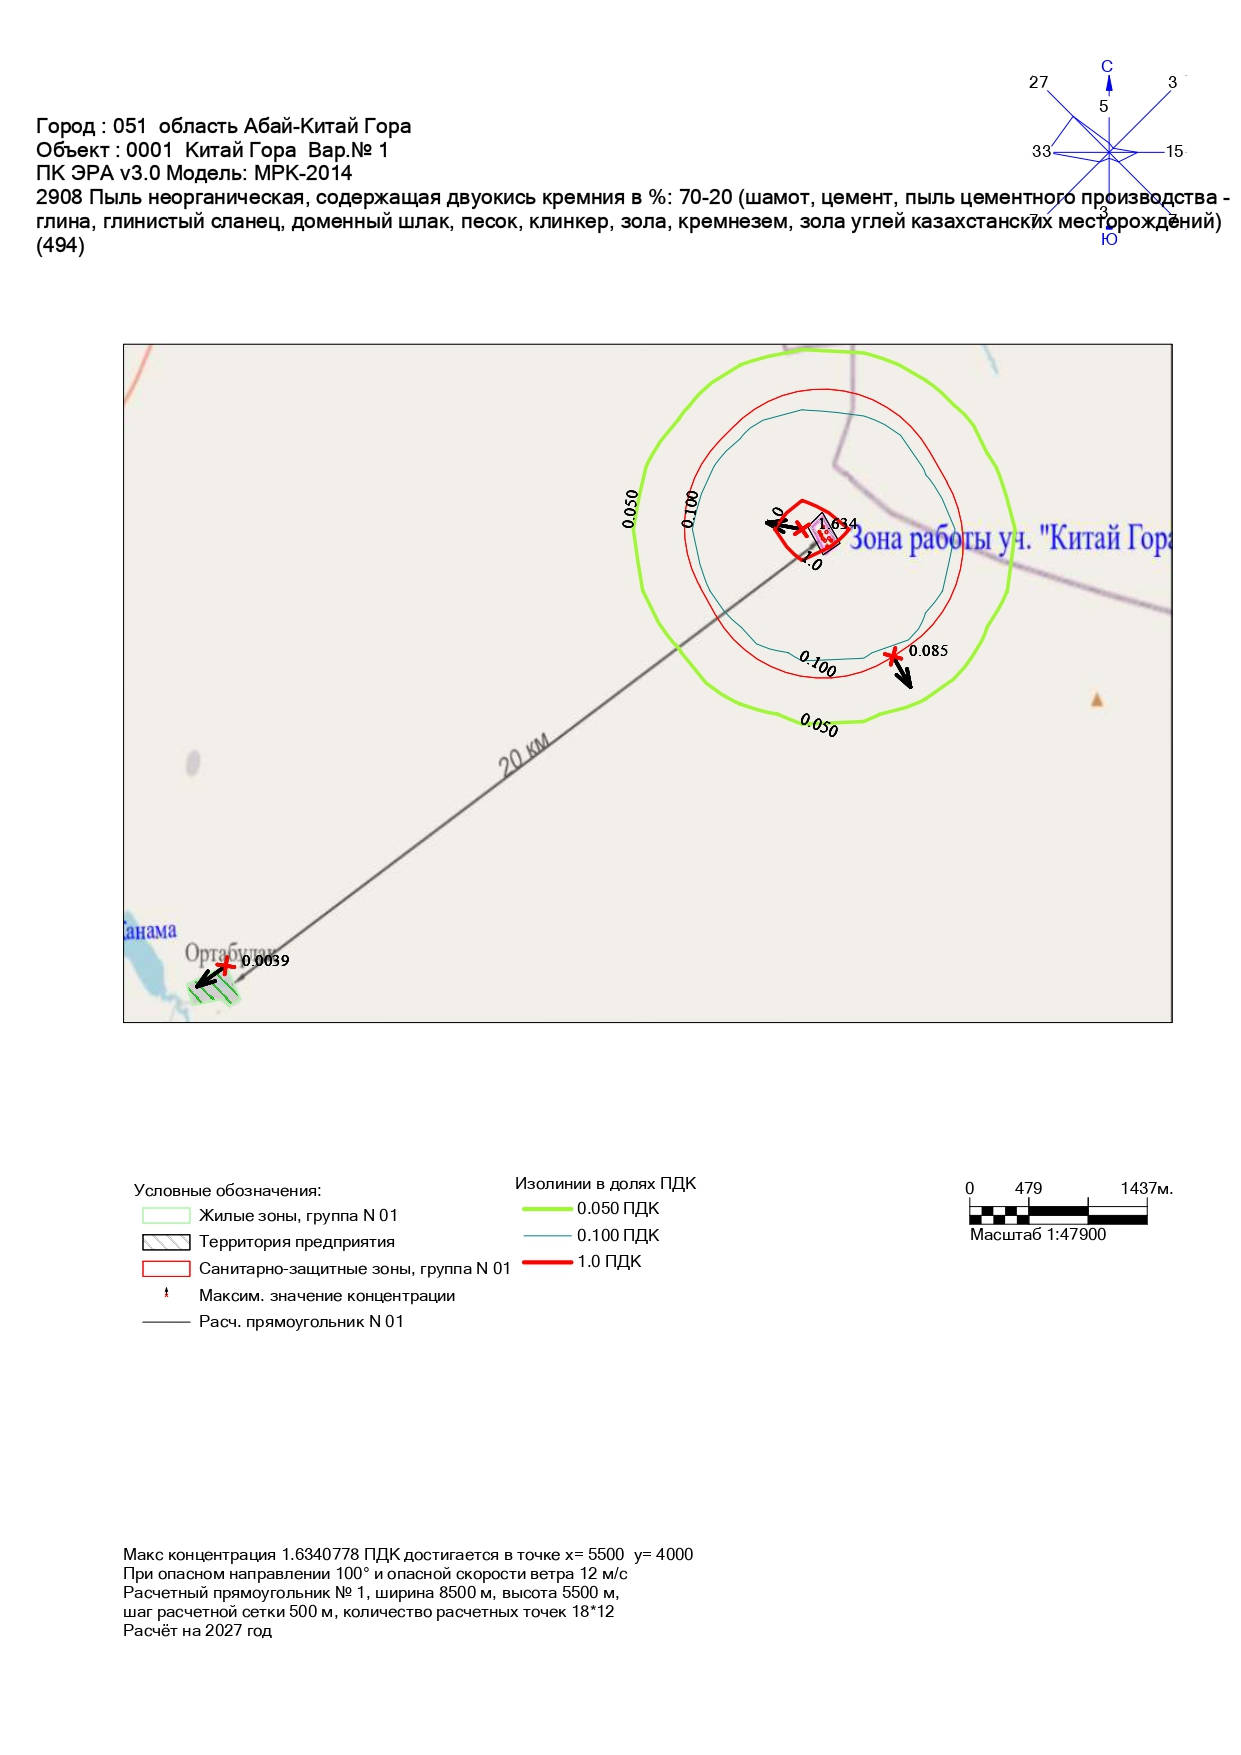 С
27
3
5
33
15
7
3
7
Ю
Город : 051 область Абай-Китай Гора
Объект : 0001 Китай Гора Вар.№ 1
ПК ЭРА v3.0 Модель: МРК-2014
2908 Пыль неорганическая, содержащая двуокись кремния в %: 70-20 (шамот, цемент, пыль цементного производства -
глина, глинистый сланец, доменный шлак, песок, клинкер, зола, кремнезем, зола углей казахстанских месторождений)
(494)
0.050
0.100
1.634
Зона работы уч. "Китай Гора
1.0
0.100
0.085
0.050
20 км
Ортабулак
0.0039
Условные обозначения:
Жилые зоны, группа N 01
Территория предприятия
Санитарно-защитные зоны, группа N 01
Максим. значение концентрации
Расч. прямоугольник N 01
Изолинии в долях ПДК
0.050 ПДК
0.100 ПДК
1.0 ПДК
0 479 1437м.
Масштаб 1:47900
Макс концентрация 1.6340778 ПДК достигается в точке x= 5500 y= 4000
При опасном направлении 100° и опасной скорости ветра 12 м/с
Расчетный прямоугольник № 1, ширина 8500 м, высота 5500 м,
шаг расчетной сетки 500 м, количество расчетных точек 18*12
Расчёт на 2027 год